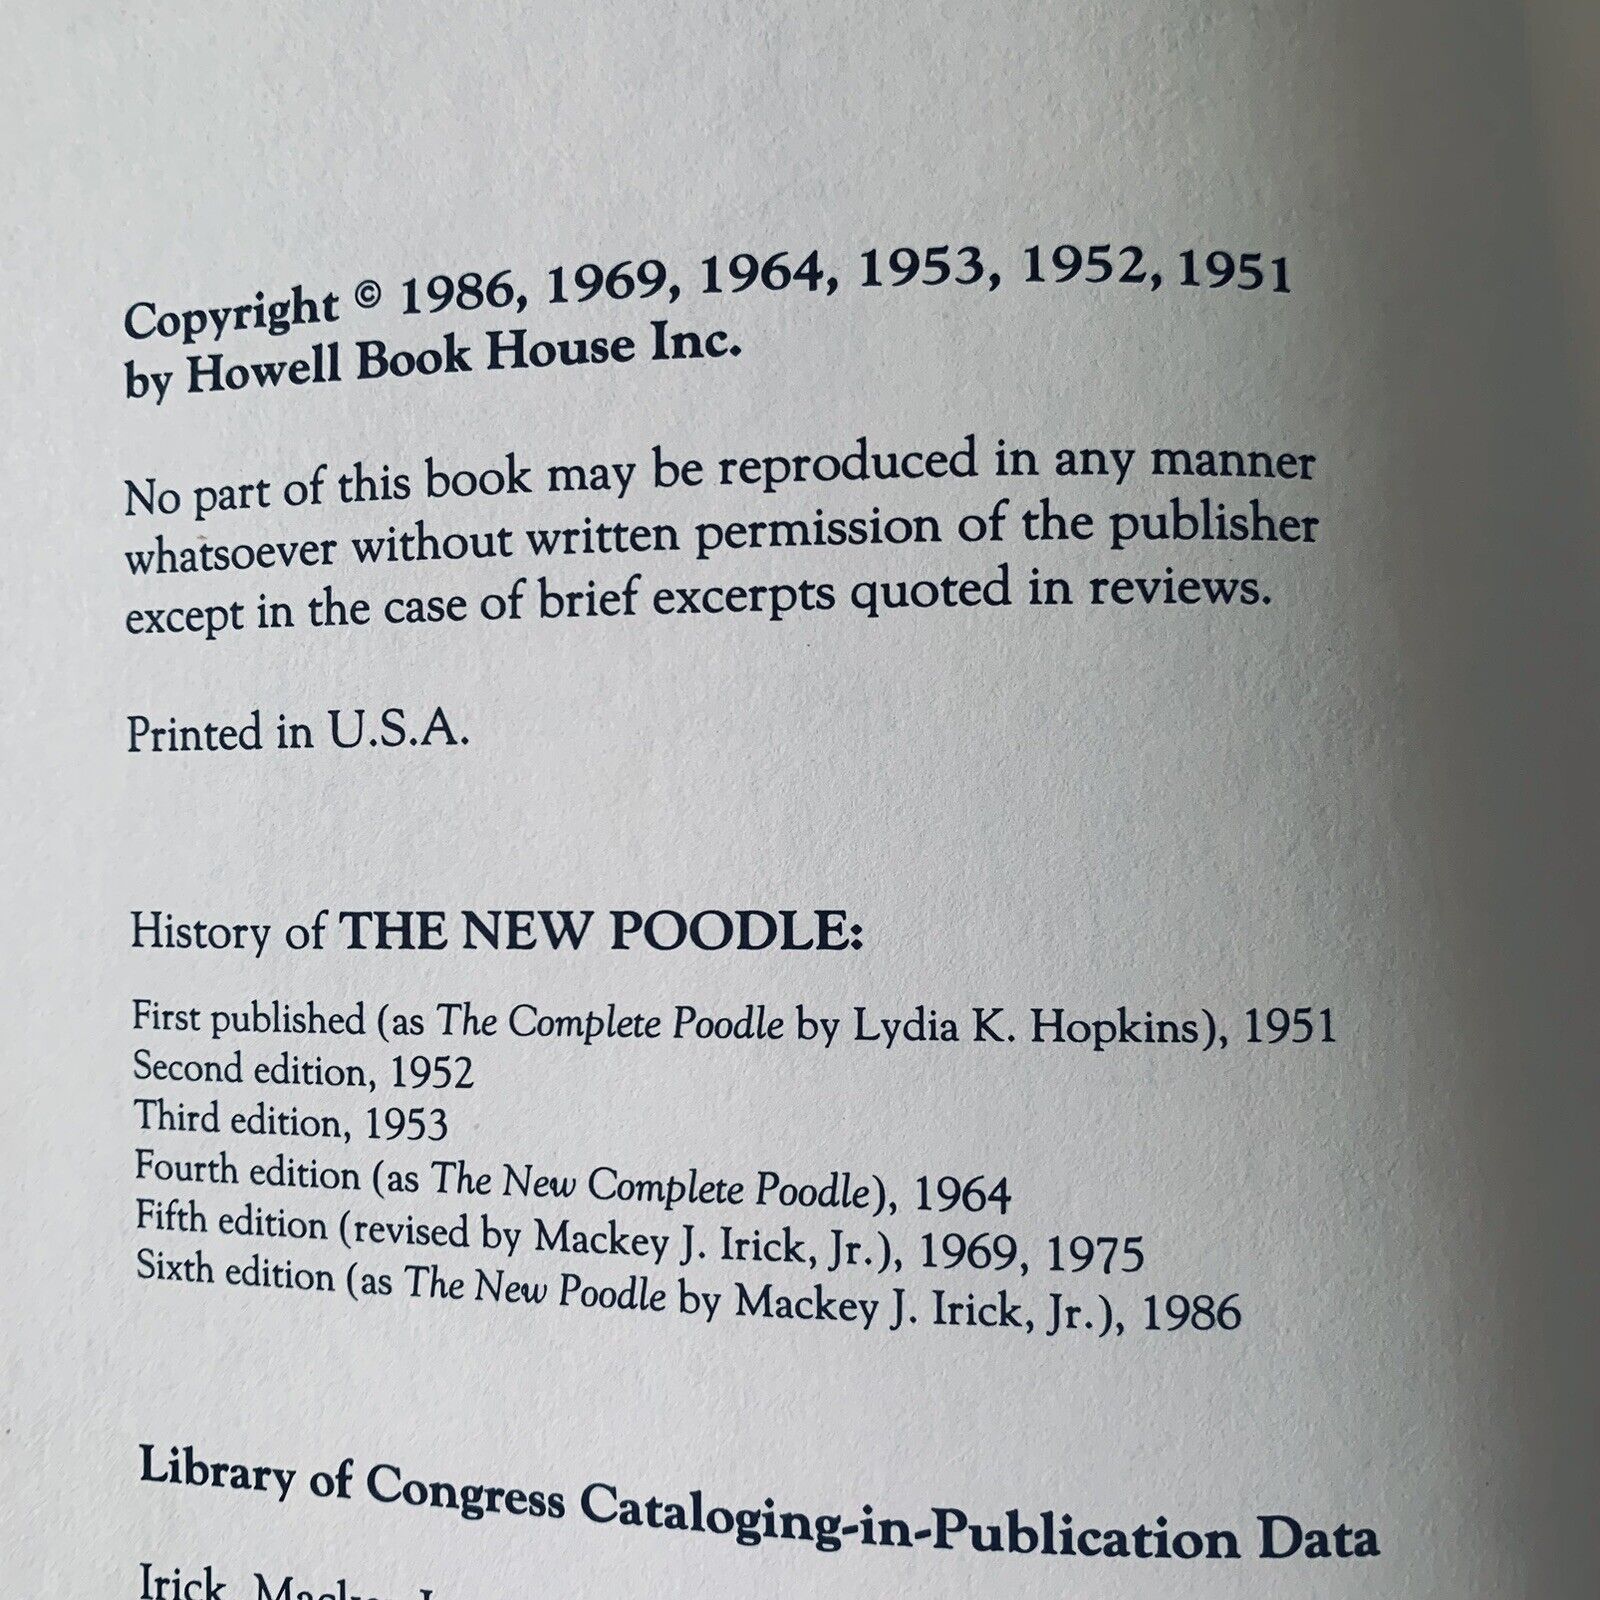 Copyright © 1986, 1969, 1964, 1953, 1952, 1951
by Howell Book House Inc.
No part of this book may be reproduced in any manner
whatsoever without written permission of the publisher
except in the case of brief excerpts quoted in reviews.
Printed in U.S.A.
History of THE NEW POODLE:
First published (as The Complete Poodle by Lydia K. Hopkins), 1951
Second edition, 1952
Third edition, 1953
Fourth edition (as The New Complete Poodle), 1964
Fifth edition (revised by Mackey J. Irick, Jr.), 1969, 1975
Sixth edition (as The New Poodle by Mackey J. Irick, Jr.), 1986
Library of Congress Cataloging-in-Publication Data
Irick, Mackey J.